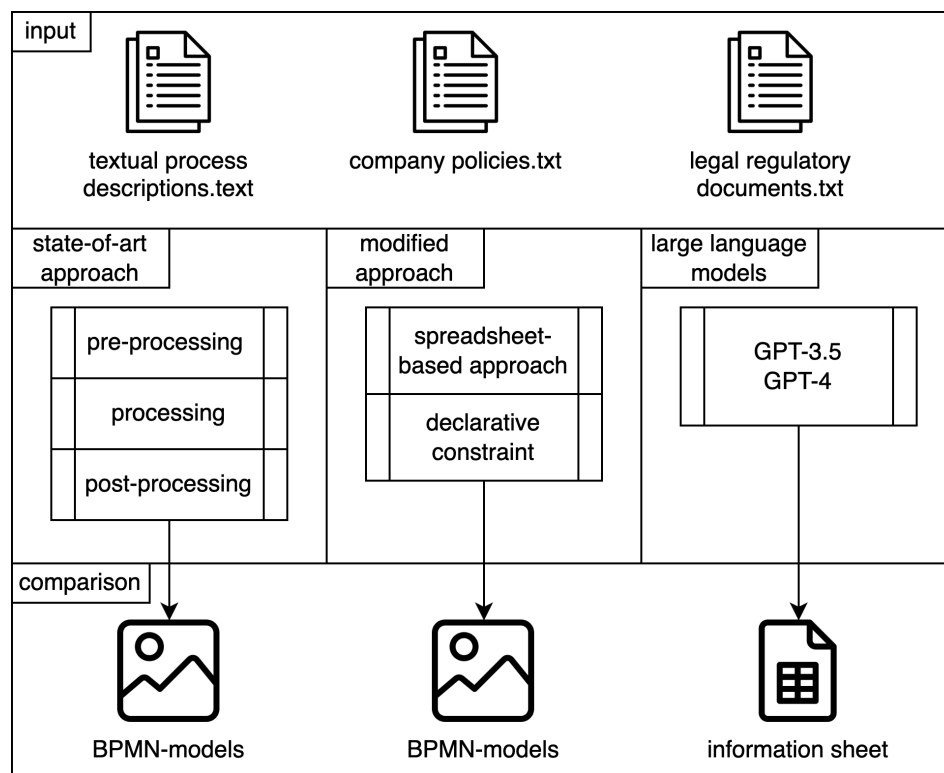 input
textual process
descriptions.text
company policies.txt
legal regulatory
documents.txt
state-of-art
approach
modified
approach
large language
models
pre-processing
processing
post-processing
spreadsheet-
based approach
declarative
constraint
GPT-3.5
GPT-4
comparison
BPMN-models
BPMN-models
information sheet